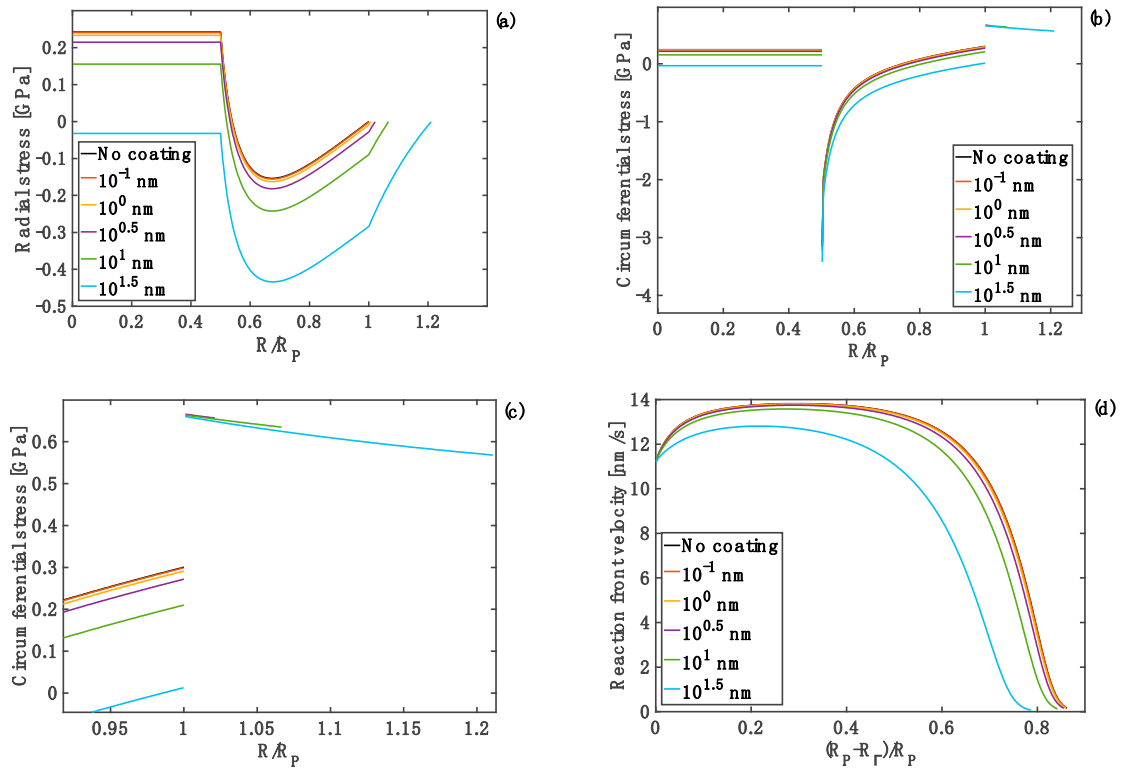 (a)
0.2
0.1
0
-0.1
-0.2
-0.3
-0.4
-0.5
Radial stress [GPa]
No coating
10^-1 nm
10^0 nm
10^0.5 nm
10^1 nm
10^1.5 nm
0 0.2 0.4 0.6 0.8 1 1.2
R/R_P
(b)
0
-1
-2
-3
-4
Circumferential stress [GPa]
No coating
10^-1 nm
10^0 nm
10^0.5 nm
10^1 nm
10^1.5 nm
0 0.2 0.4 0.6 0.8 1 1.2
R/R_P
(c)
0.6
0.5
0.4
0.3
0.2
0.1
0
Circumferential stress [GPa]
0.95 1 1.05 1.1 1.15 1.2
R/R_P
(d)
14
12
10
8
6
4
2
0
Reaction front velocity [nm/s]
No coating
10^-1 nm
10^0 nm
10^0.5 nm
10^1 nm
10^1.5 nm
0 0.2 0.4 0.6 0.8
(R_P-R_Γ)/R_P